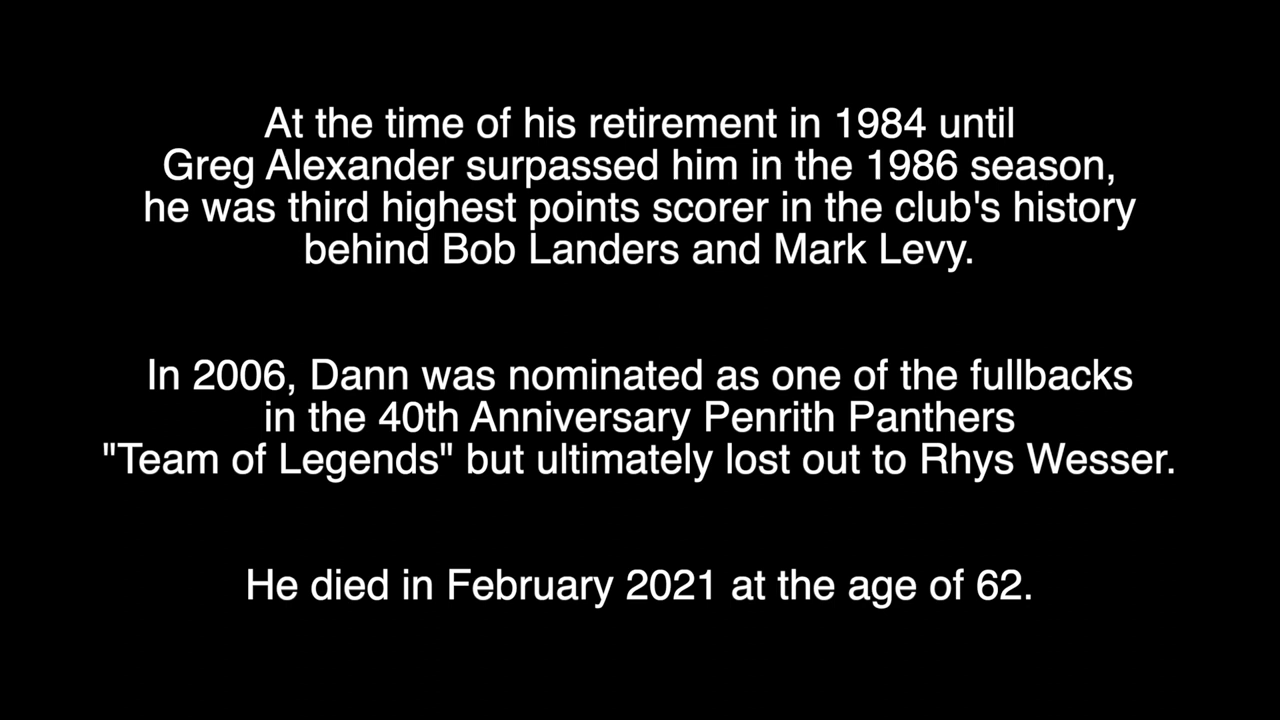 At the time of his retirement in 1984 until
Greg Alexander surpassed him in the 1986 season,
he was third highest points scorer in the club's history
behind Bob Landers and Mark Levy.
In 2006, Dann was nominated as one of the fullbacks
in the 40th Anniversary Penrith Panthers
"Team of Legends" but ultimately lost out to Rhys Wesser.
He died in February 2021 at the age of 62.